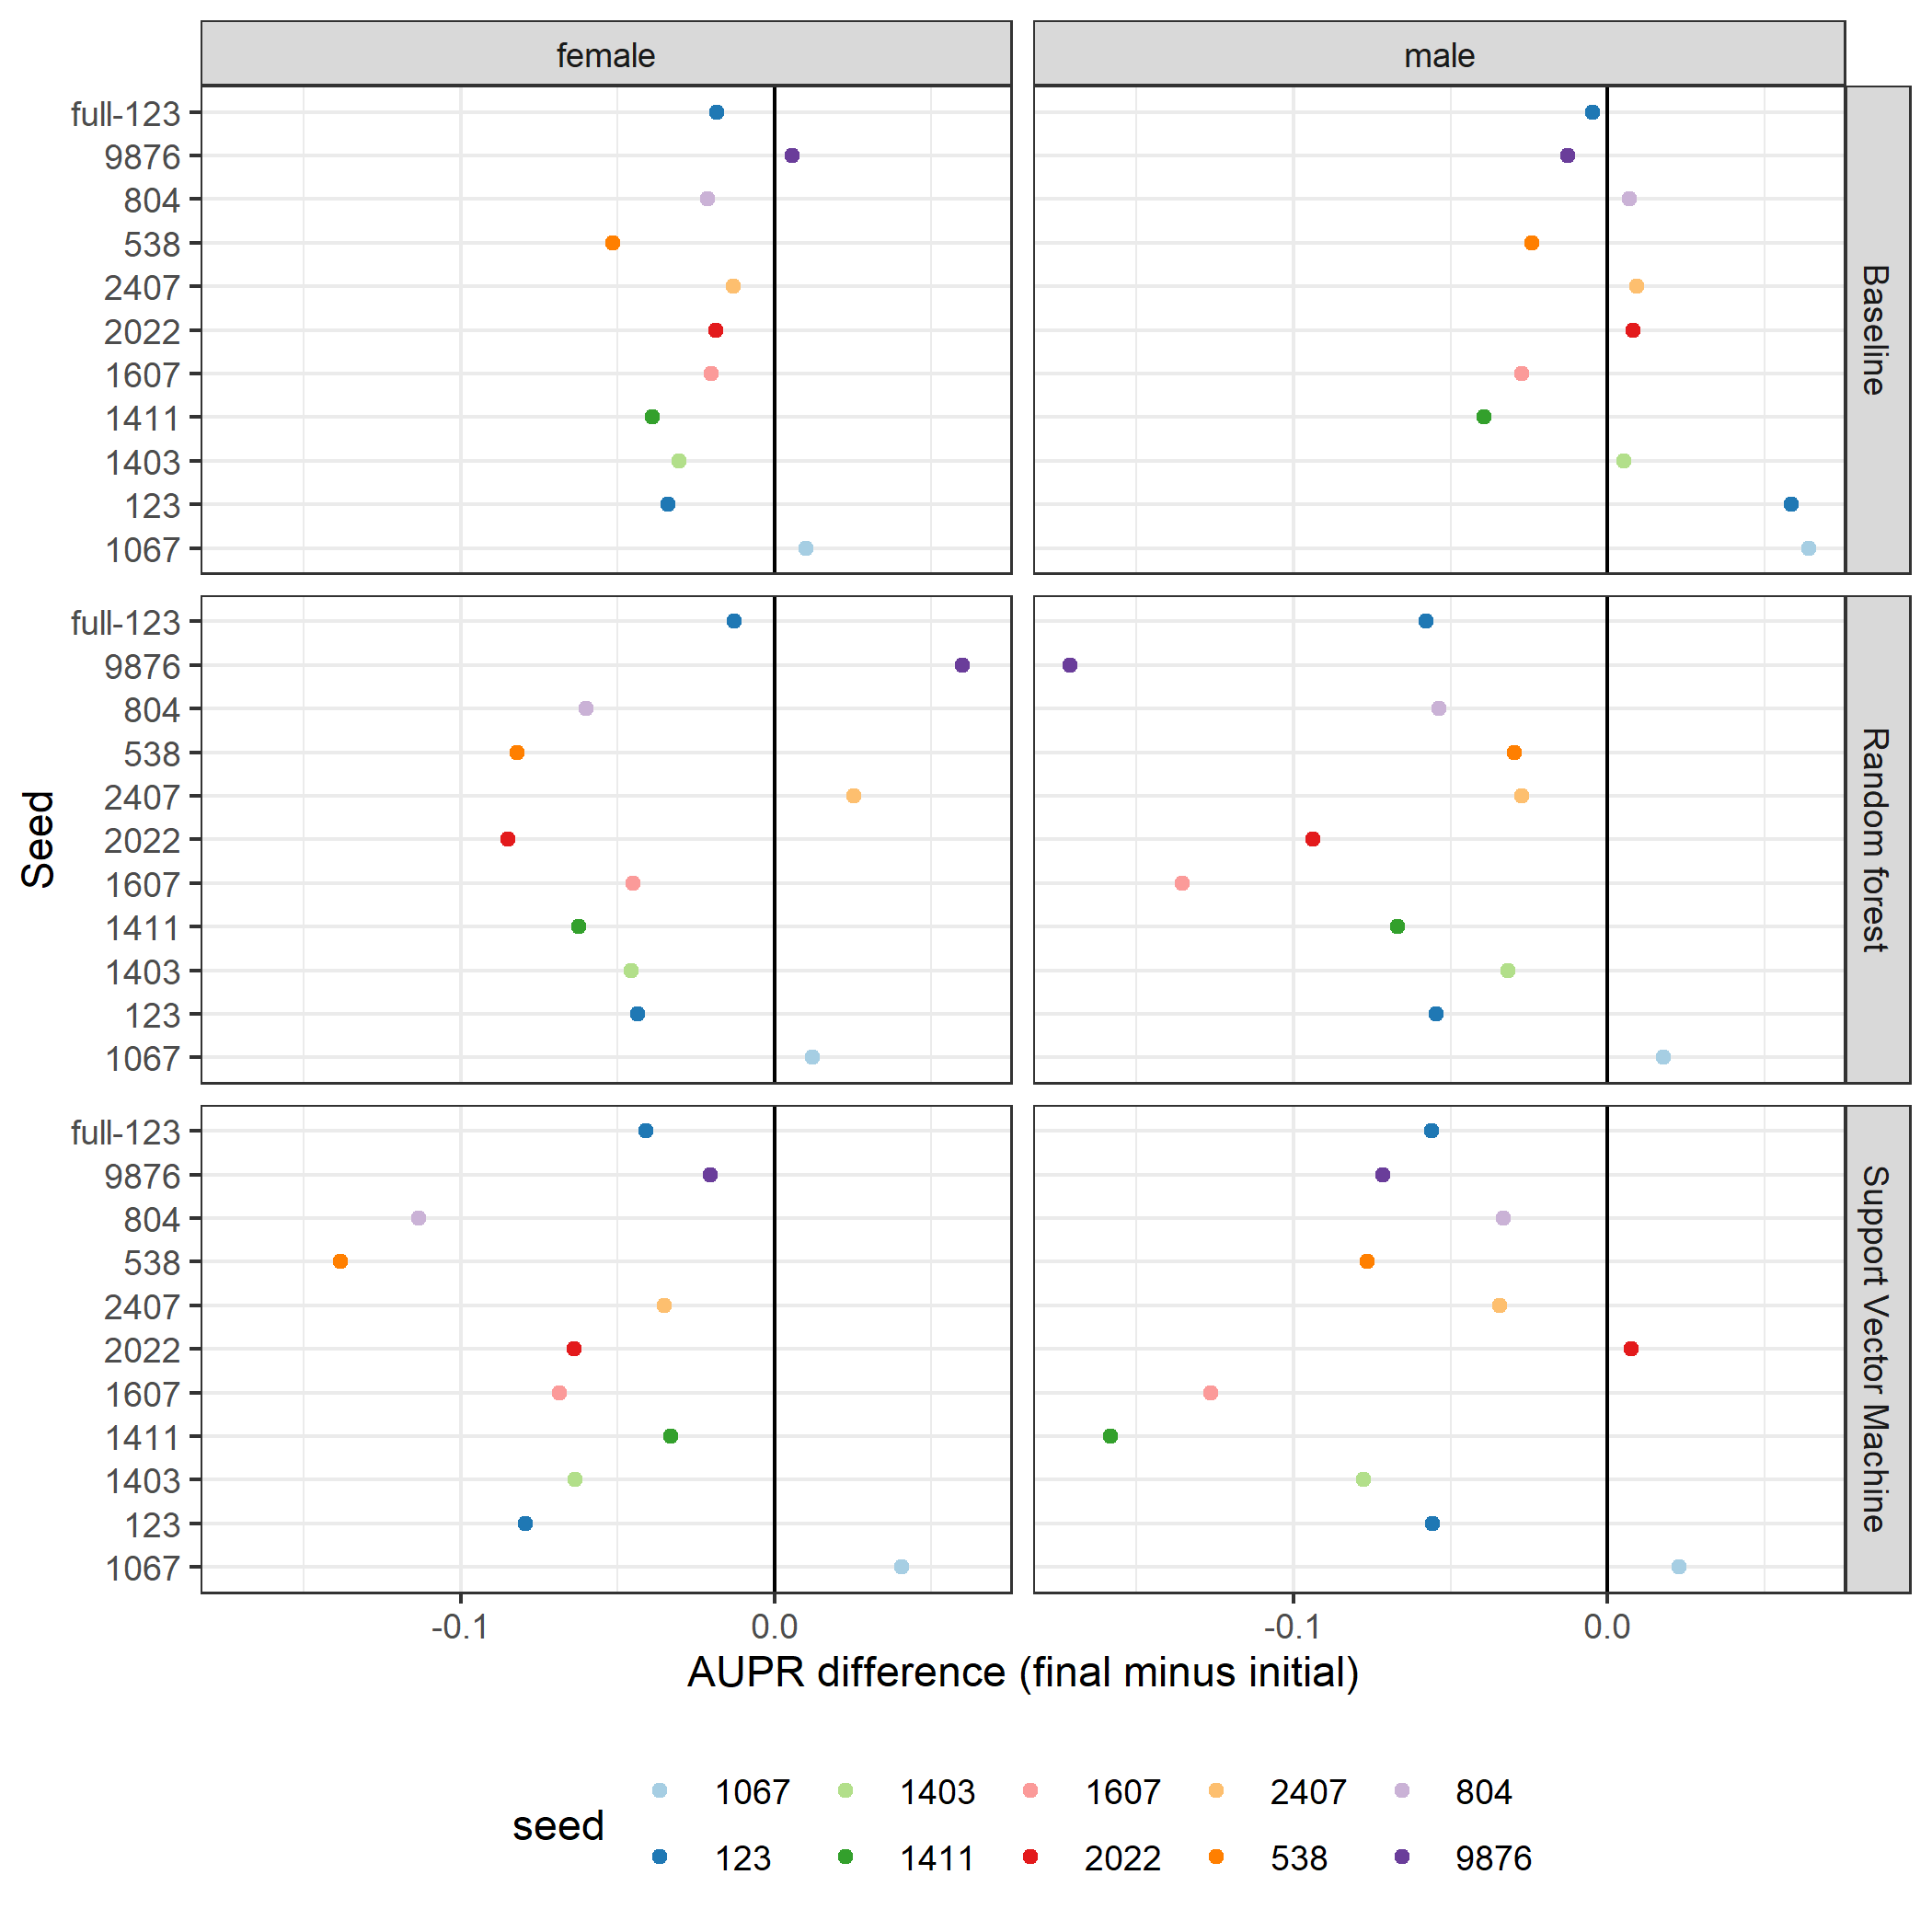 female
male
full-123
9876
804
538
2407
2022
1607
1411
1403
123
1067
Baseline
full-123
9876
804
538
2407
2022
1607
1411
1403
123
1067
Random forest
full-123
9876
804
538
2407
2022
1607
1411
1403
123
1067
Support Vector Machine
Seed
-0.1 0.0 -0.1 0.0
AUPR difference (final minus initial)
seed
1067 1403 1607 2407 804
123 1411 2022 538 9876